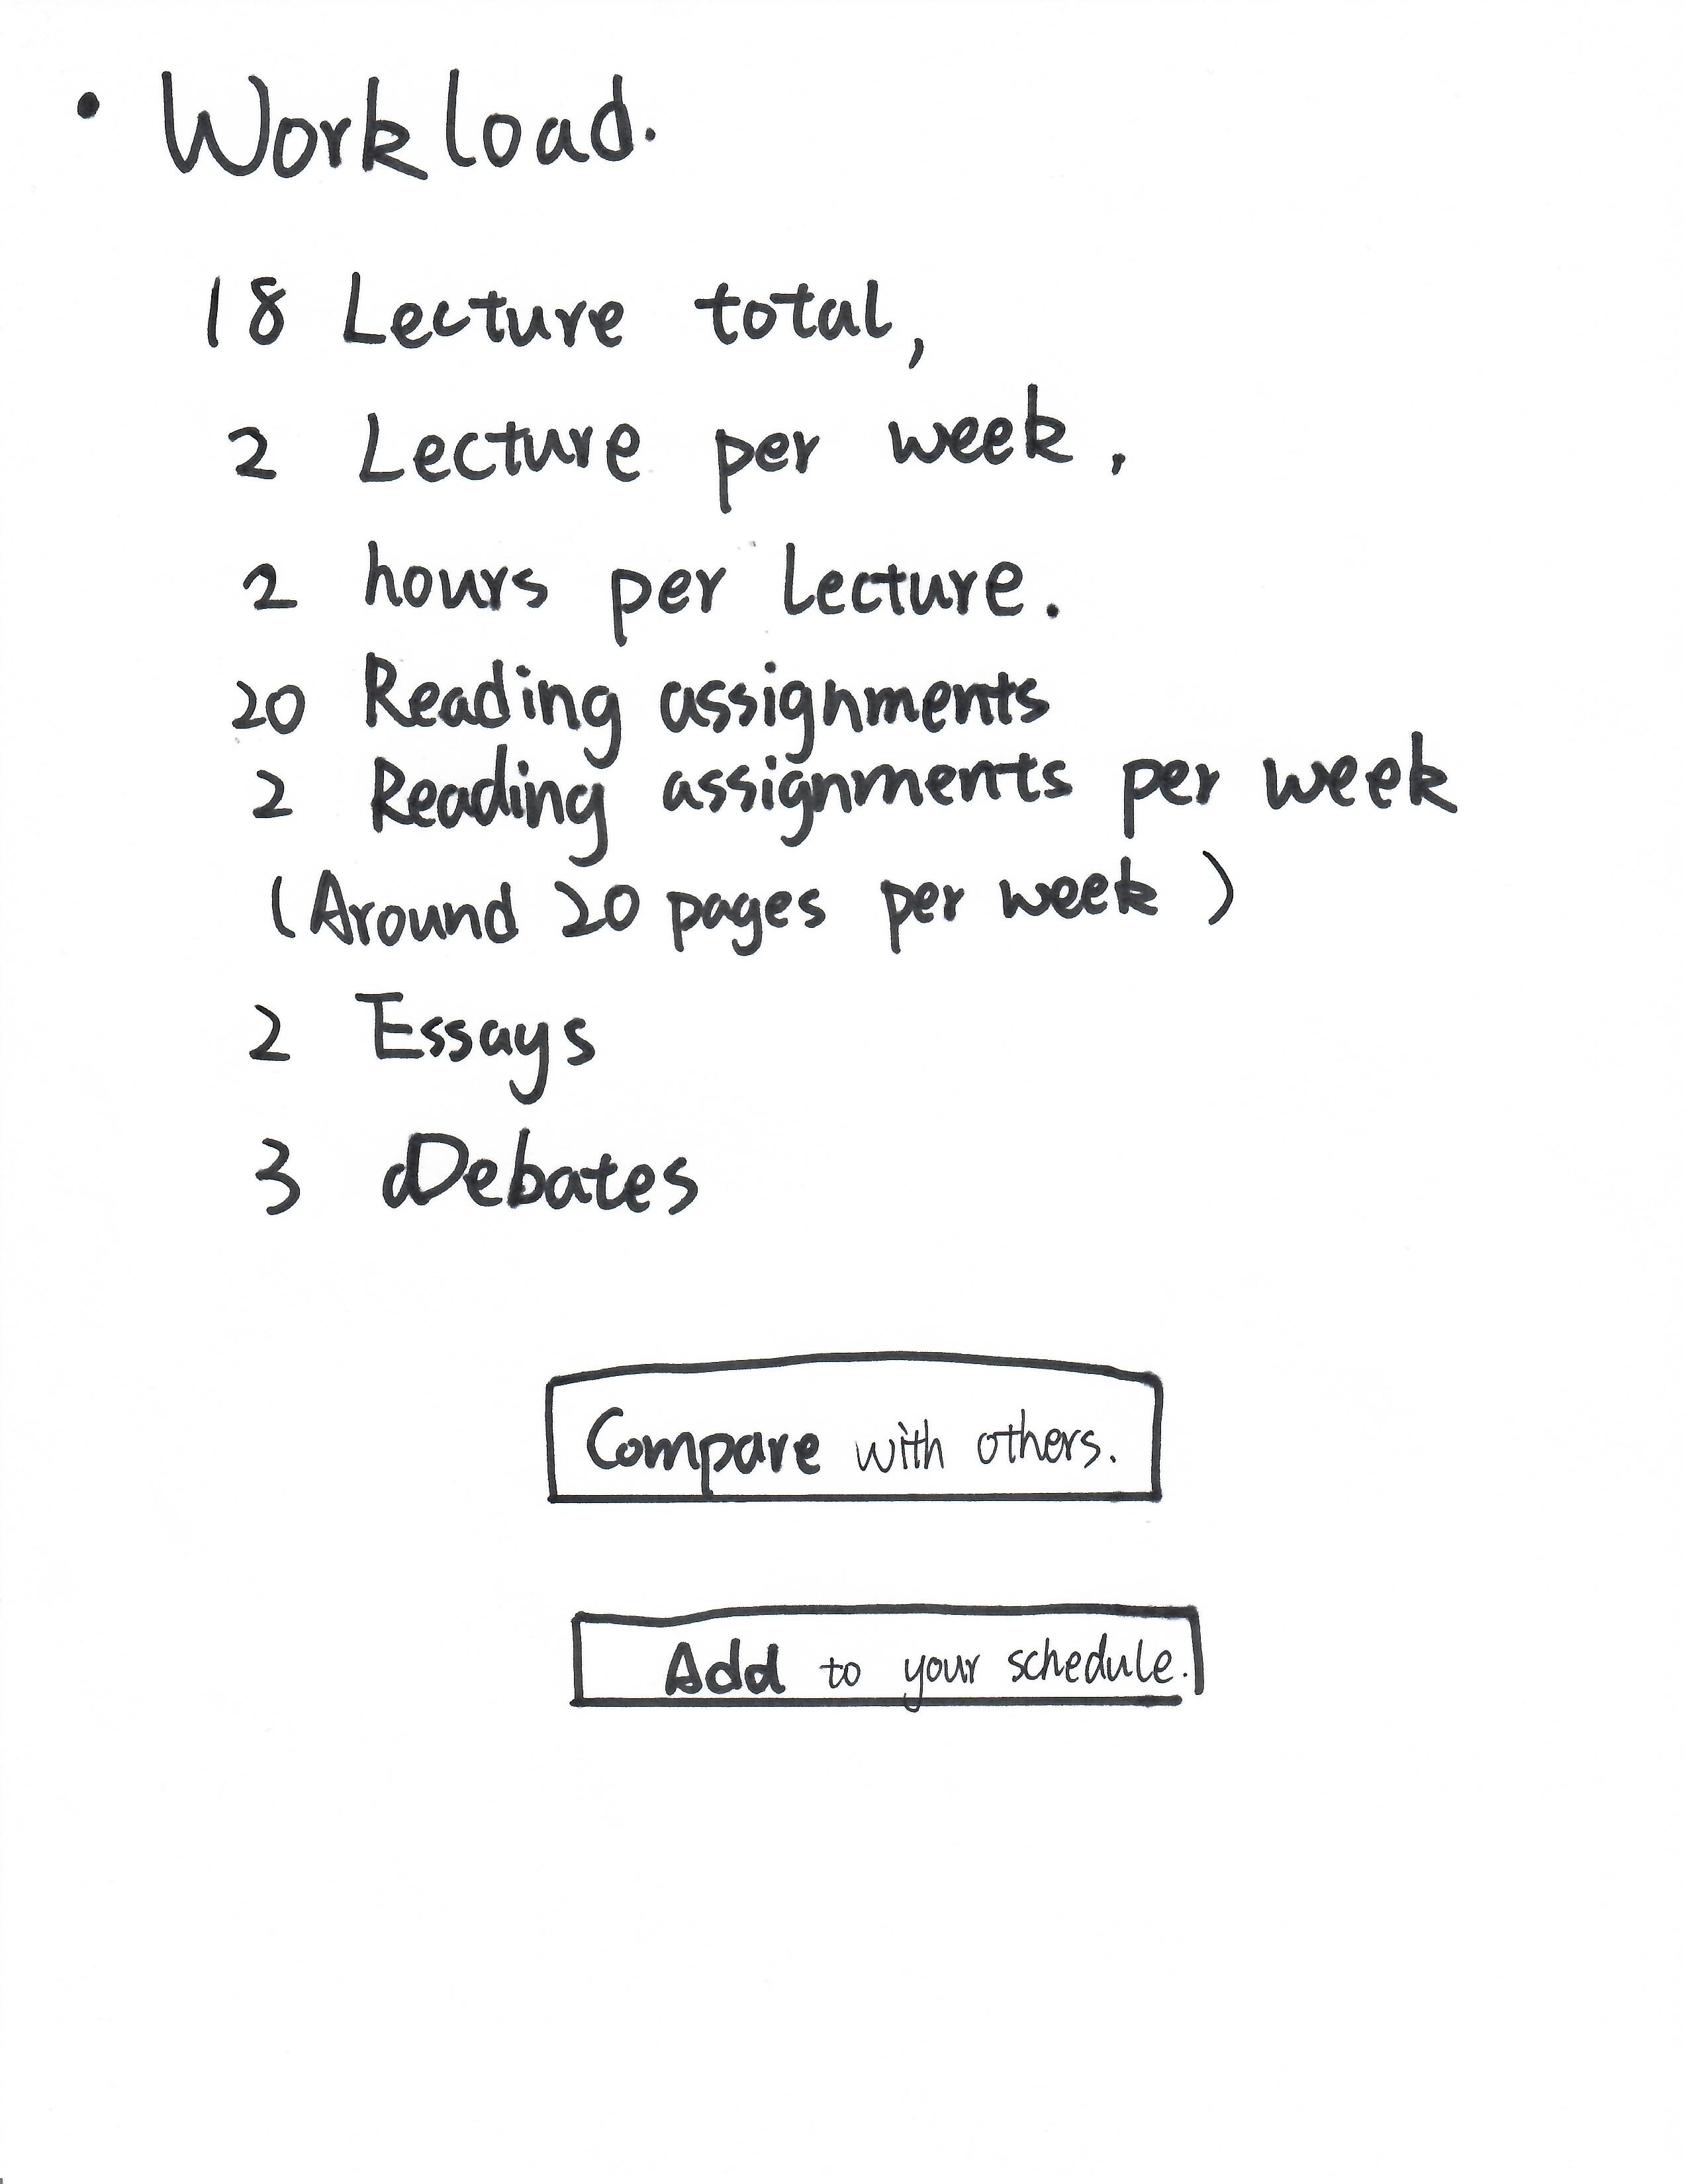 • Workload.
18 Lecture total,
2 Lecture per week,
2 hours per Lecture.
20 Reading assignments
2 Reading assignments per week
(Around 20 pages per week)
2 Essays
3 Debates
Compare with others.
Add to your schedule.